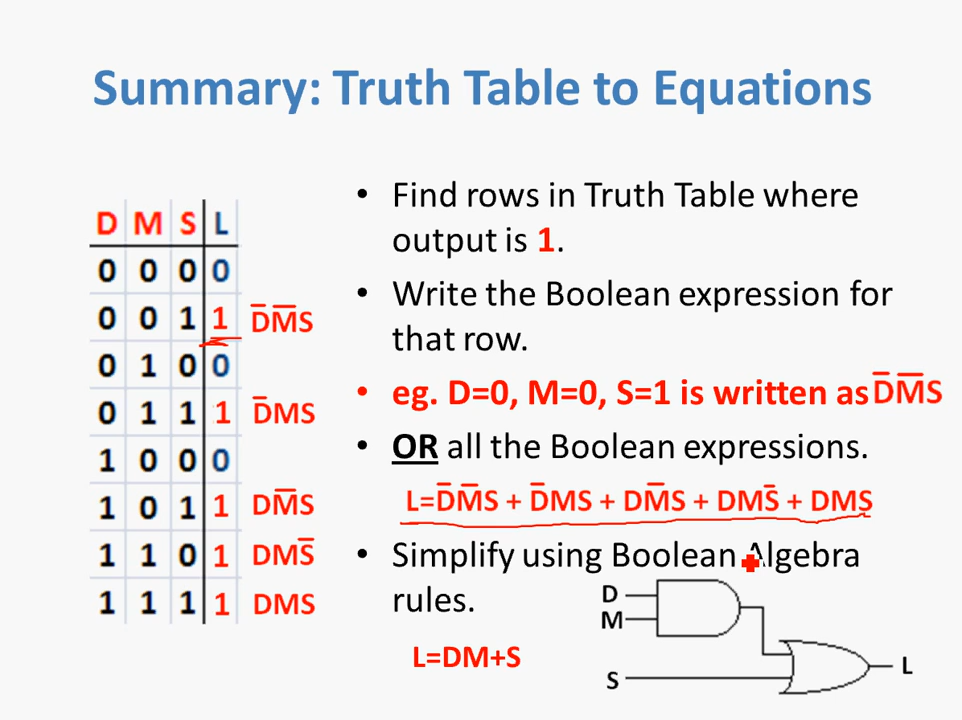 Summary: Truth Table to Equations
D M S L
0 0 0 0
0 0 1 1 D̅M̅S
0 1 0 0
0 1 1 1 D̅MS
1 0 0 0
1 0 1 1 DM̅S
1 1 0 1 DMS̅
1 1 1 1 DMS
• Find rows in Truth Table where
output is 1.
• Write the Boolean expression for
that row.
• eg. D=0, M=0, S=1 is written as D̅M̅S
• OR all the Boolean expressions.
L=D̅M̅S + D̅MS + DM̅S + DMS̅ + DMS
• Simplify using Boolean Algebra
rules.
L=DM+S
D
M
S
L